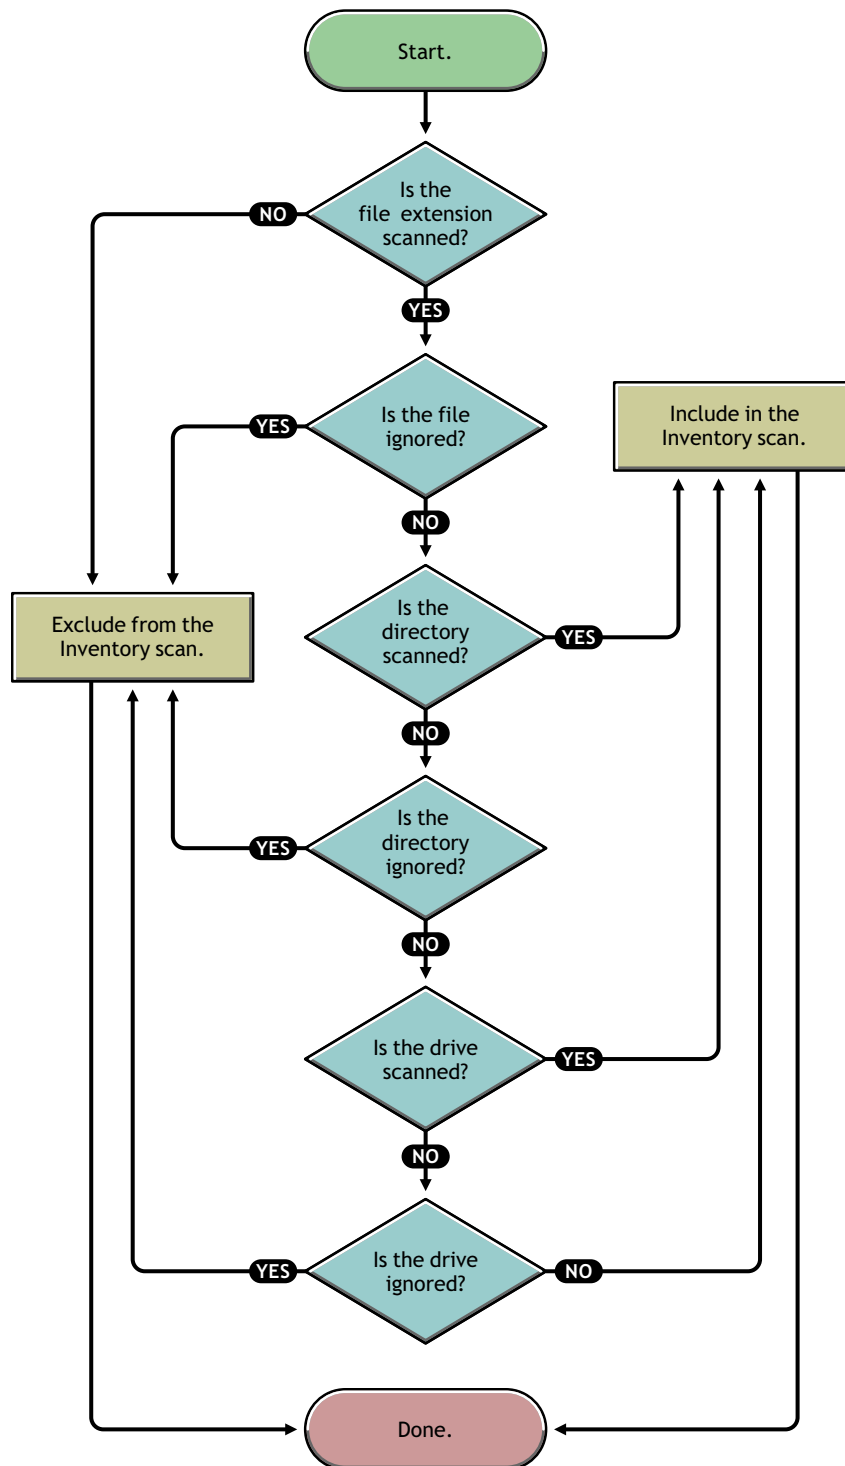 Start.
Is the
file extension
scanned?
NO
YES
Is the file
ignored?
YES
NO
Include in the
Inventory scan.
Exclude from the
Inventory scan.
Is the
directory
scanned?
YES
NO
Is the
directory
ignored?
YES
NO
Is the drive
scanned?
YES
NO
Is the drive
ignored?
YES
NO
Done.